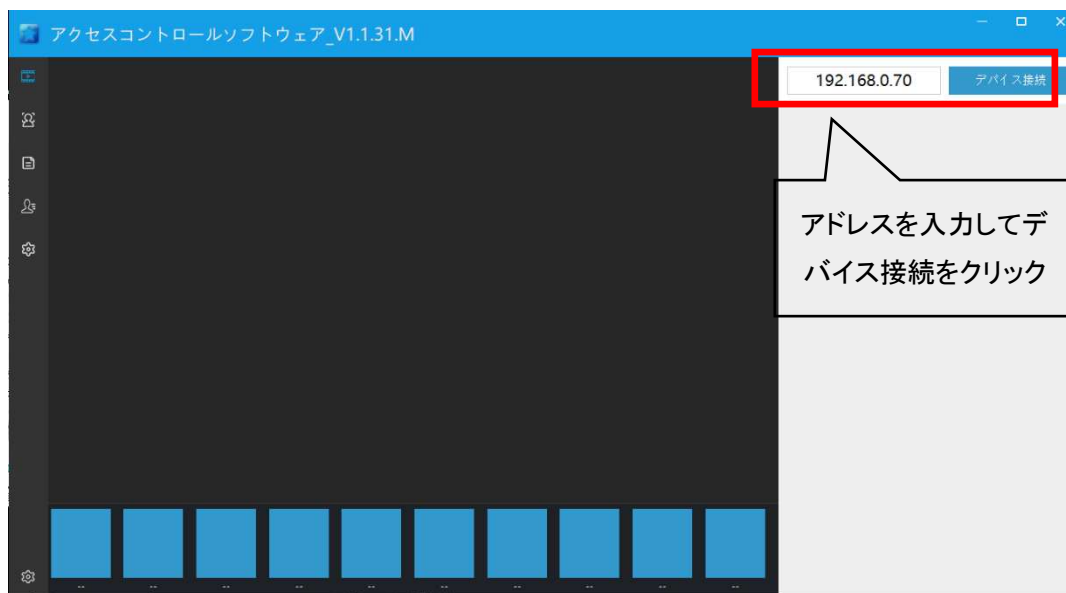 アクセスコントロールソフトウェア_V1.1.31.M
192.168.0.70
デバイス接続
アドレスを入力してデ
バイス接続をクリック
-- -- -- -- -- -- -- -- -- --